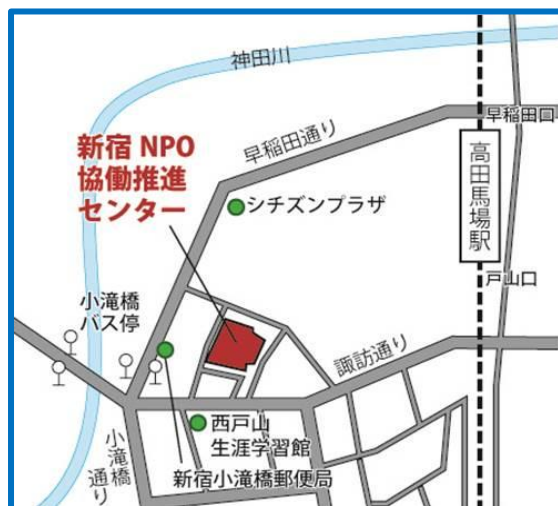 神田川
早稲田通り
早稲田口
新宿 NPO
協働推進
センター
高田馬場駅
シチズンプラザ
戸山口
小滝橋
バス停
諏訪通り
西戸山
生涯学習館
小滝橋
通り
新宿小滝橋郵便局